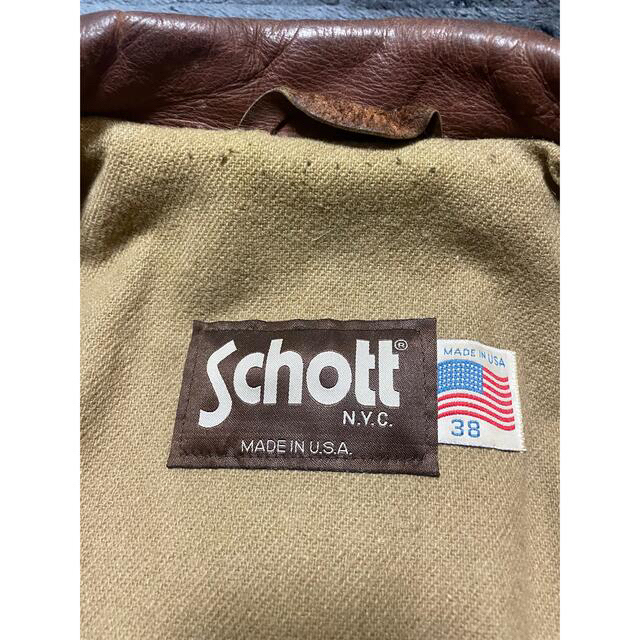 Schott®
N.Y.C.
MADE IN U.S.A.
MADE IN USA
38